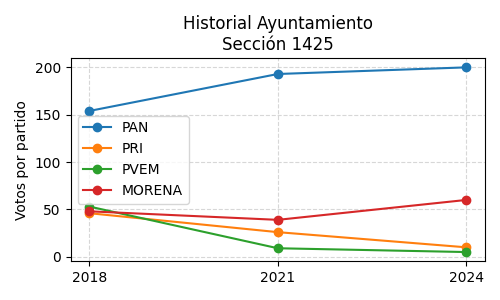 Historial Ayuntamiento
Sección 1425
Votos por partido
200
150
100
50
0
PAN
PRI
PVEM
MORENA
2018
2021
2024